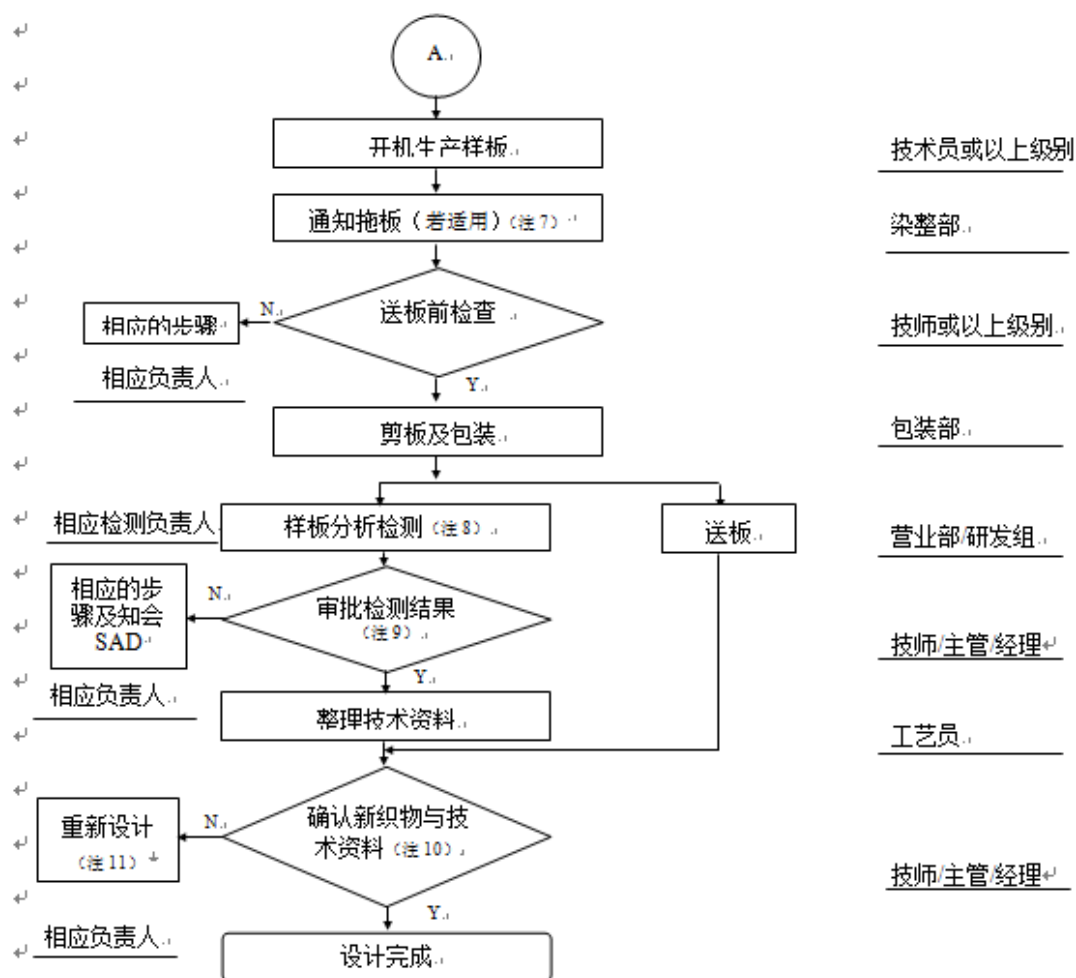 A
开机生产样板
技术员或以上级别
通知拖板（若适用）（注 7）
染整部
送板前检查
N
相应的步骤
技师或以上级别
相应负责人
Y
剪板及包装
包装部
相应检测负责人
样板分析检测（注 8）
送板
营业部/研发组
相应的步
骤及知会
SAD
N
审批检测结果
（注 9）
技师/主管/经理
相应负责人
Y
整理技术资料
工艺员
重新设计
（注 11）
N
确认新织物与技
术资料（注 10）
技师/主管/经理
相应负责人
Y
设计完成